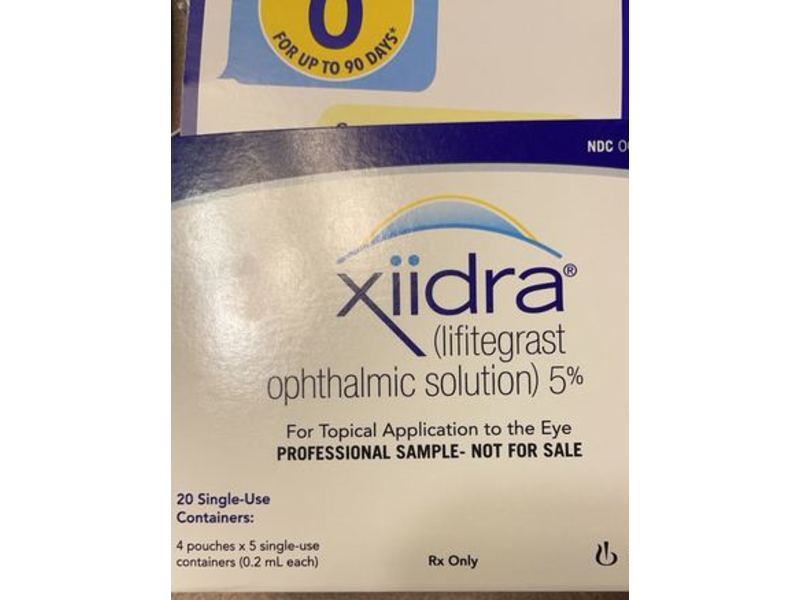 0
FOR UP TO 90 DAYS*
NDC
xiidra®
(lifitegrast
ophthalmic solution) 5%
For Topical Application to the Eye
PROFESSIONAL SAMPLE- NOT FOR SALE
20 Single-Use
Containers:
4 pouches x 5 single-use
containers (0.2 mL each)
Rx Only